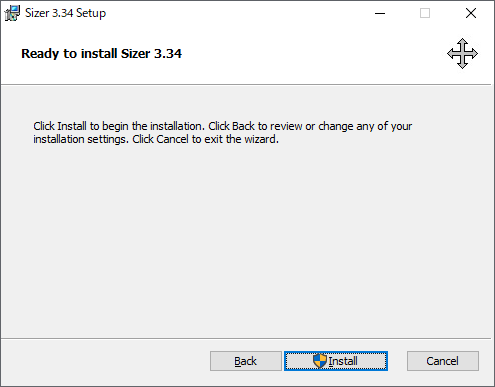 Sizer 3.34 Setup
Ready to install Sizer 3.34
Click Install to begin the installation. Click Back to review or change any of your
installation settings. Click Cancel to exit the wizard.
Back
Install
Cancel